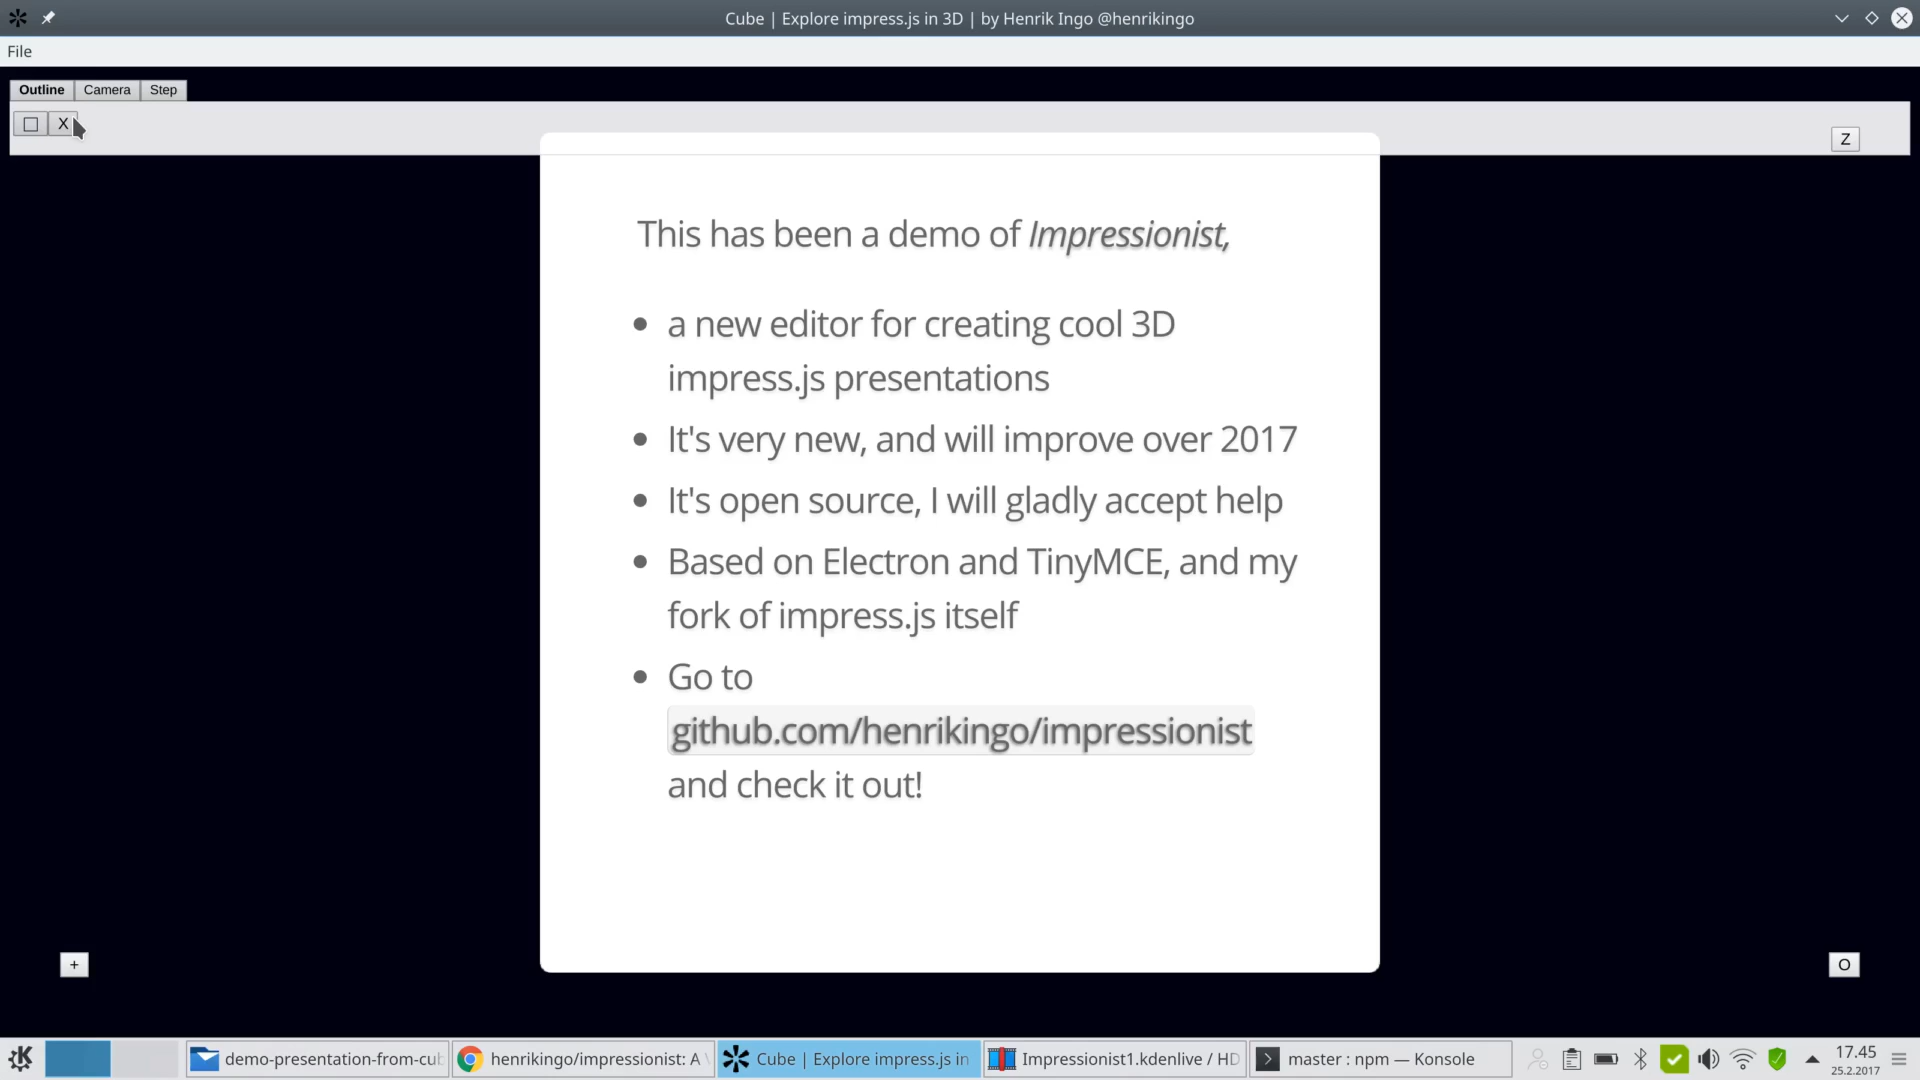 Cube | Explore impress.js in 3D | by Henrik Ingo @henrikingo
File
Outline Camera Step
X
Z
This has been a demo of Impressionist,
a new editor for creating cool 3D
impress.js presentations
It's very new, and will improve over 2017
It's open source, I will gladly accept help
Based on Electron and TinyMCE, and my
fork of impress.js itself
Go to
github.com/henrikingo/impressionist
and check it out!
+
O
demo-presentation-from-cub
henrikingo/impressionist: A
Cube | Explore impress.js in
Impressionist1.kdenlive / HD
master : npm — Konsole
17.45
25.2.2017